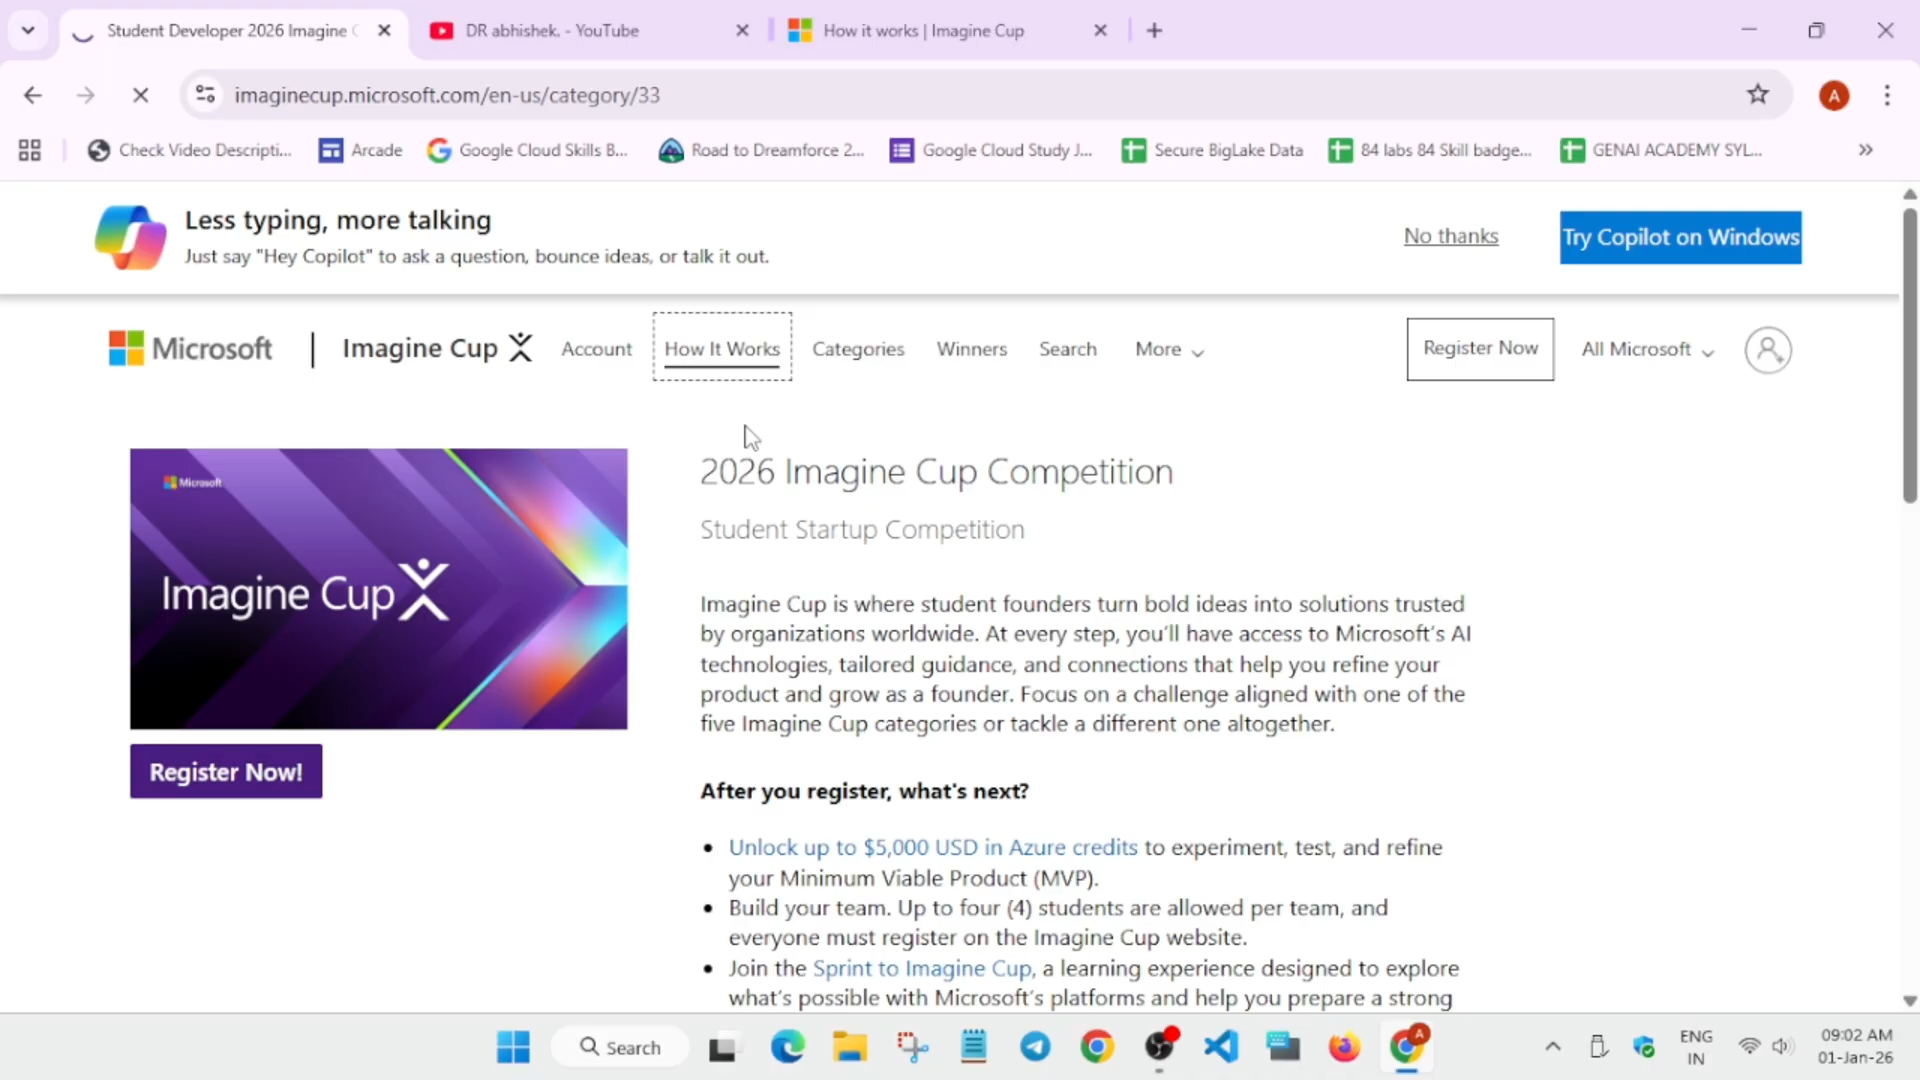 Student Developer 2026 Imagine C
DR abhishek. - YouTube
How it works | Imagine Cup
imaginecup.microsoft.com/en-us/category/33
A
Check Video Descripti...
Arcade
Google Cloud Skills B...
Road to Dreamforce 2...
Google Cloud Study J...
Secure BigLake Data
84 labs 84 Skill badge...
GENAI ACADEMY SYL...
Less typing, more talking
Just say "Hey Copilot" to ask a question, bounce ideas, or talk it out.
No thanks
Try Copilot on Windows
Microsoft
Imagine Cup
Account
How It Works
Categories
Winners
Search
More
Register Now
All Microsoft
Microsoft
Imagine Cup
Register Now!
2026 Imagine Cup Competition
Student Startup Competition
Imagine Cup is where student founders turn bold ideas into solutions trusted
by organizations worldwide. At every step, you'll have access to Microsoft's AI
technologies, tailored guidance, and connections that help you refine your
product and grow as a founder. Focus on a challenge aligned with one of the
five Imagine Cup categories or tackle a different one altogether.
After you register, what's next?
Unlock up to $5,000 USD in Azure credits to experiment, test, and refine
your Minimum Viable Product (MVP).
Build your team. Up to four (4) students are allowed per team, and
everyone must register on the Imagine Cup website.
Join the Sprint to Imagine Cup, a learning experience designed to explore
what's possible with Microsoft's platforms and help you prepare a strong
Search
A
ENG
IN
09:02 AM
01-Jan-26